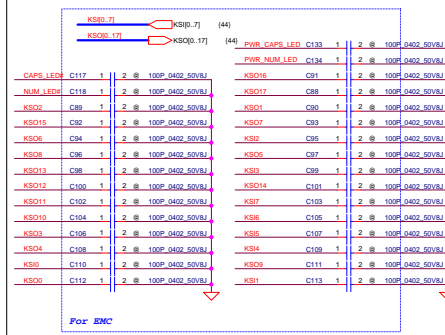 KSI[0..7] KSI[0..7] (44)
KSO[0..17] KSO[0..17] (44)
PWR_CAPS_LED C133 1 2 @ 100P_0402_50V8J
PWR_NUM_LED C134 1 2 @ 100P_0402_50V8J
CAPS_LED# C117 1 2 @ 100P_0402_50V8J KSO16 C91 1 2 @ 100P_0402_50V8J
NUM_LED# C118 1 2 @ 100P_0402_50V8J KSO17 C88 1 2 @ 100P_0402_50V8J
KSO2 C89 1 2 @ 100P_0402_50V8J KSO1 C90 1 2 @ 100P_0402_50V8J
KSO15 C92 1 2 @ 100P_0402_50V8J KSO7 C93 1 2 @ 100P_0402_50V8J
KSO6 C94 1 2 @ 100P_0402_50V8J KSI2 C95 1 2 @ 100P_0402_50V8J
KSO8 C96 1 2 @ 100P_0402_50V8J KSO5 C97 1 2 @ 100P_0402_50V8J
KSO13 C98 1 2 @ 100P_0402_50V8J KSI3 C99 1 2 @ 100P_0402_50V8J
KSO12 C100 1 2 @ 100P_0402_50V8J KSO14 C101 1 2 @ 100P_0402_50V8J
KSO11 C102 1 2 @ 100P_0402_50V8J KSI7 C103 1 2 @ 100P_0402_50V8J
KSO10 C104 1 2 @ 100P_0402_50V8J KSI6 C105 1 2 @ 100P_0402_50V8J
KSO3 C106 1 2 @ 100P_0402_50V8J KSI5 C107 1 2 @ 100P_0402_50V8J
KSO4 C108 1 2 @ 100P_0402_50V8J KSI4 C109 1 2 @ 100P_0402_50V8J
KSI0 C110 1 2 @ 100P_0402_50V8J KSO9 C111 1 2 @ 100P_0402_50V8J
KSO0 C112 1 2 @ 100P_0402_50V8J KSI1 C113 1 2 @ 100P_0402_50V8J
For EMC